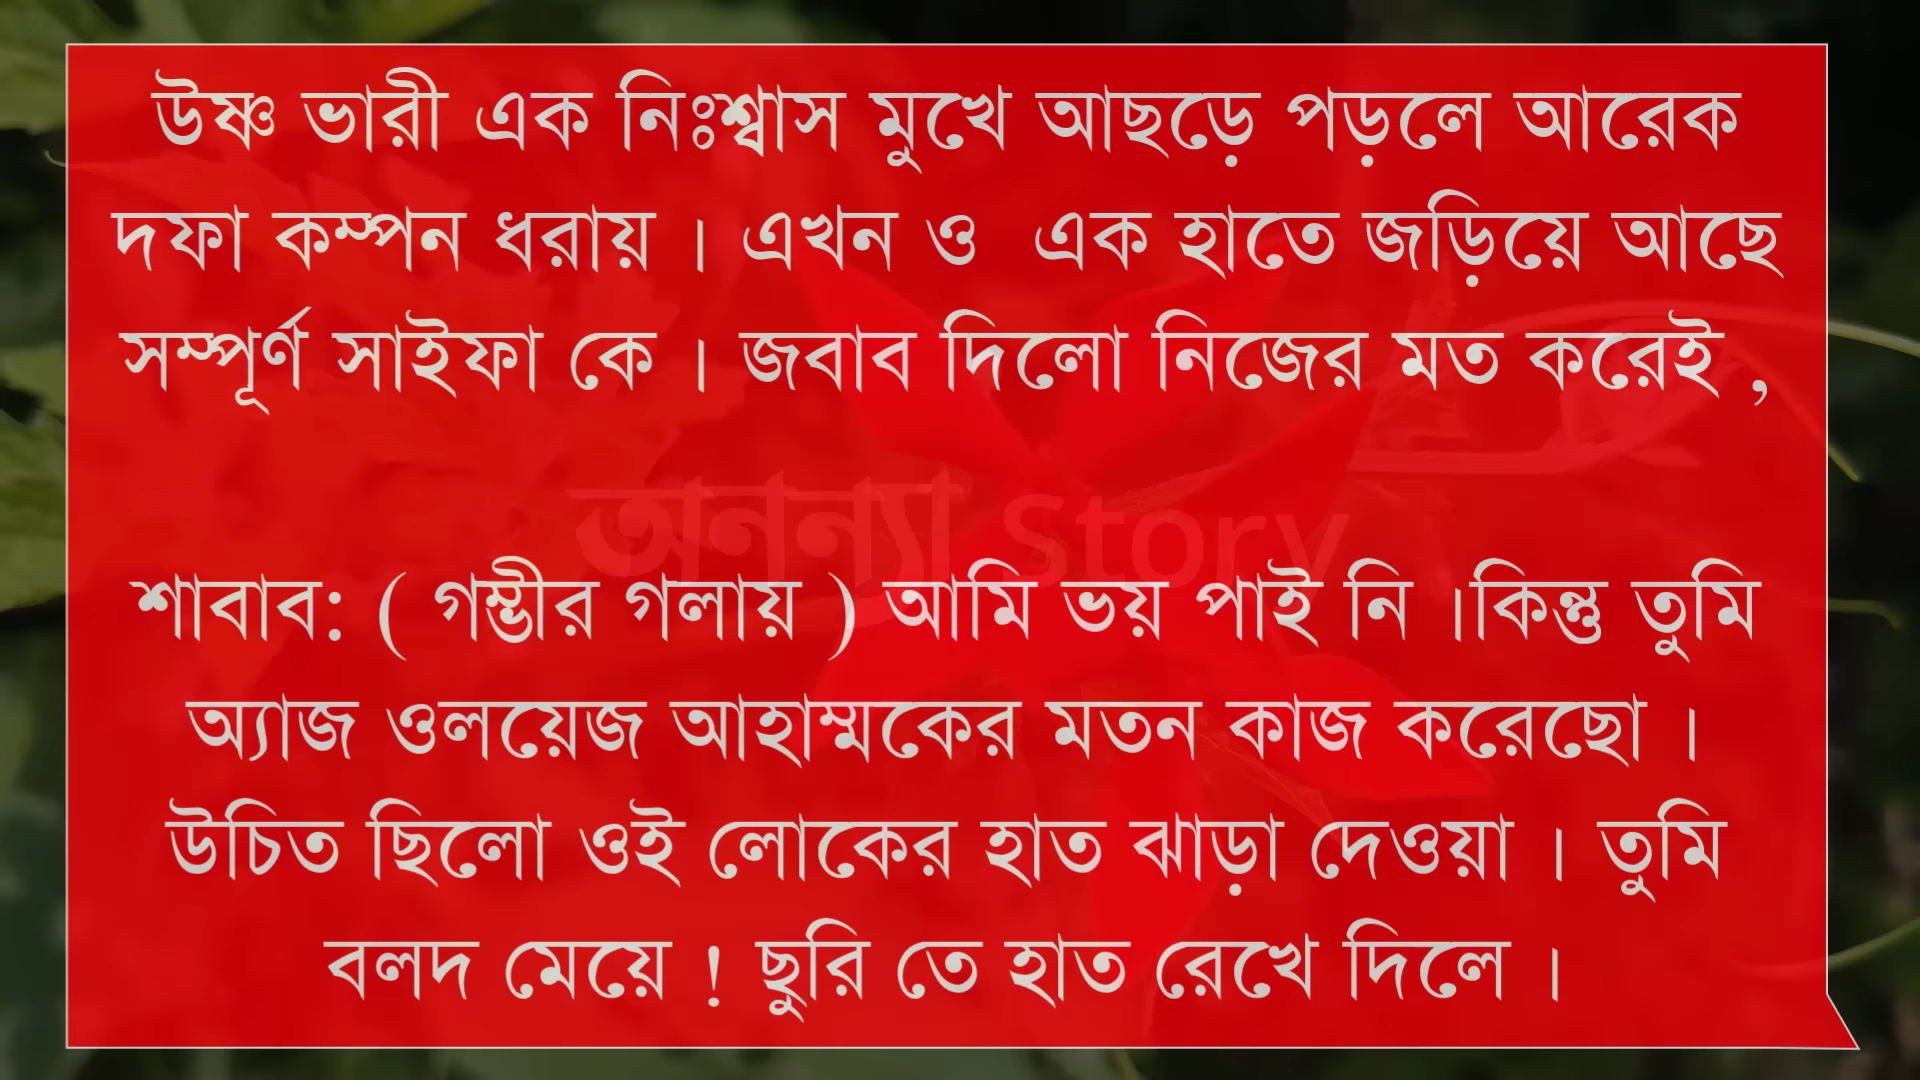 উষ্ণ ভারী এক নিঃশ্বাস মুখে আছড়ে পড়লে আরেক
দফা কম্পন ধরায় । এখন ও এক হাতে জড়িয়ে আছে
সম্পূর্ণ সাইফা কে । জবাব দিলো নিজের মত করেই ,
অনন্যা Story
শাবাব: ( গম্ভীর গলায় ) আমি ভয় পাই নি ।কিন্তু তুমি
অ্যাজ ওলয়েজ আহাম্মকের মতন কাজ করেছো ।
উচিত ছিলো ওই লোকের হাত ঝাড়া দেওয়া । তুমি
বলদ মেয়ে ! ছুরি তে হাত রেখে দিলে ।